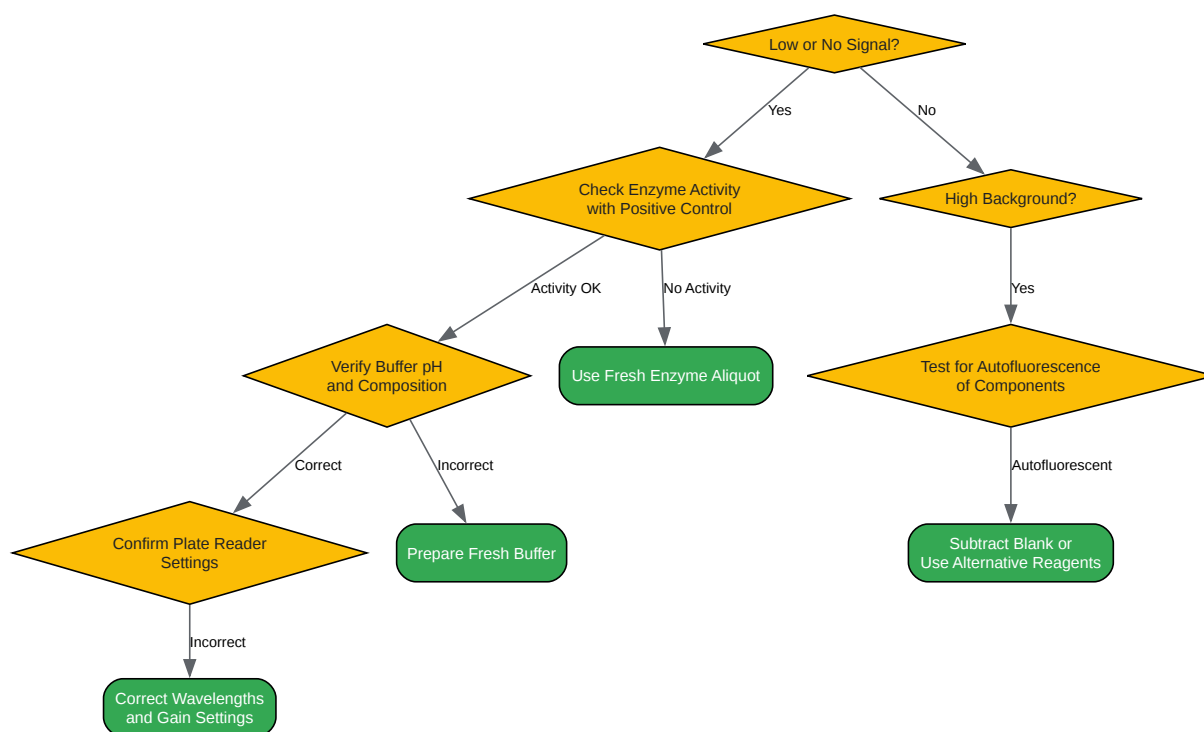 Low or No Signal?
Yes
No
Check Enzyme Activity
with Positive Control
High Background?
Activity OK
No Activity
Yes
Verify Buffer pH
and Composition
Use Fresh Enzyme Aliquot
Test for Autofluorescence
of Components
Correct
Incorrect
Autofluorescent
Confirm Plate Reader
Settings
Prepare Fresh Buffer
Subtract Blank or
Use Alternative Reagents
Incorrect
Correct Wavelengths
and Gain Settings